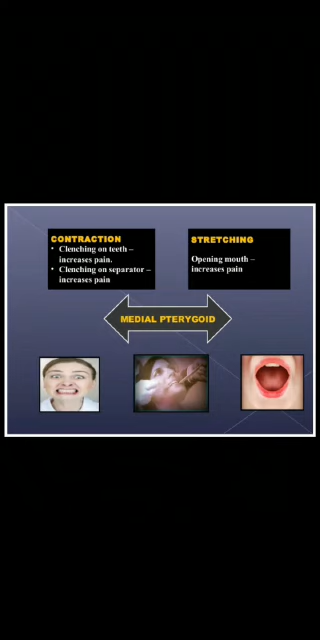 CONTRACTION
• Clenching on teeth –
increases pain.
• Clenching on separator –
increases pain
STRETCHING
Opening mouth –
increases pain
MEDIAL PTERYGOID